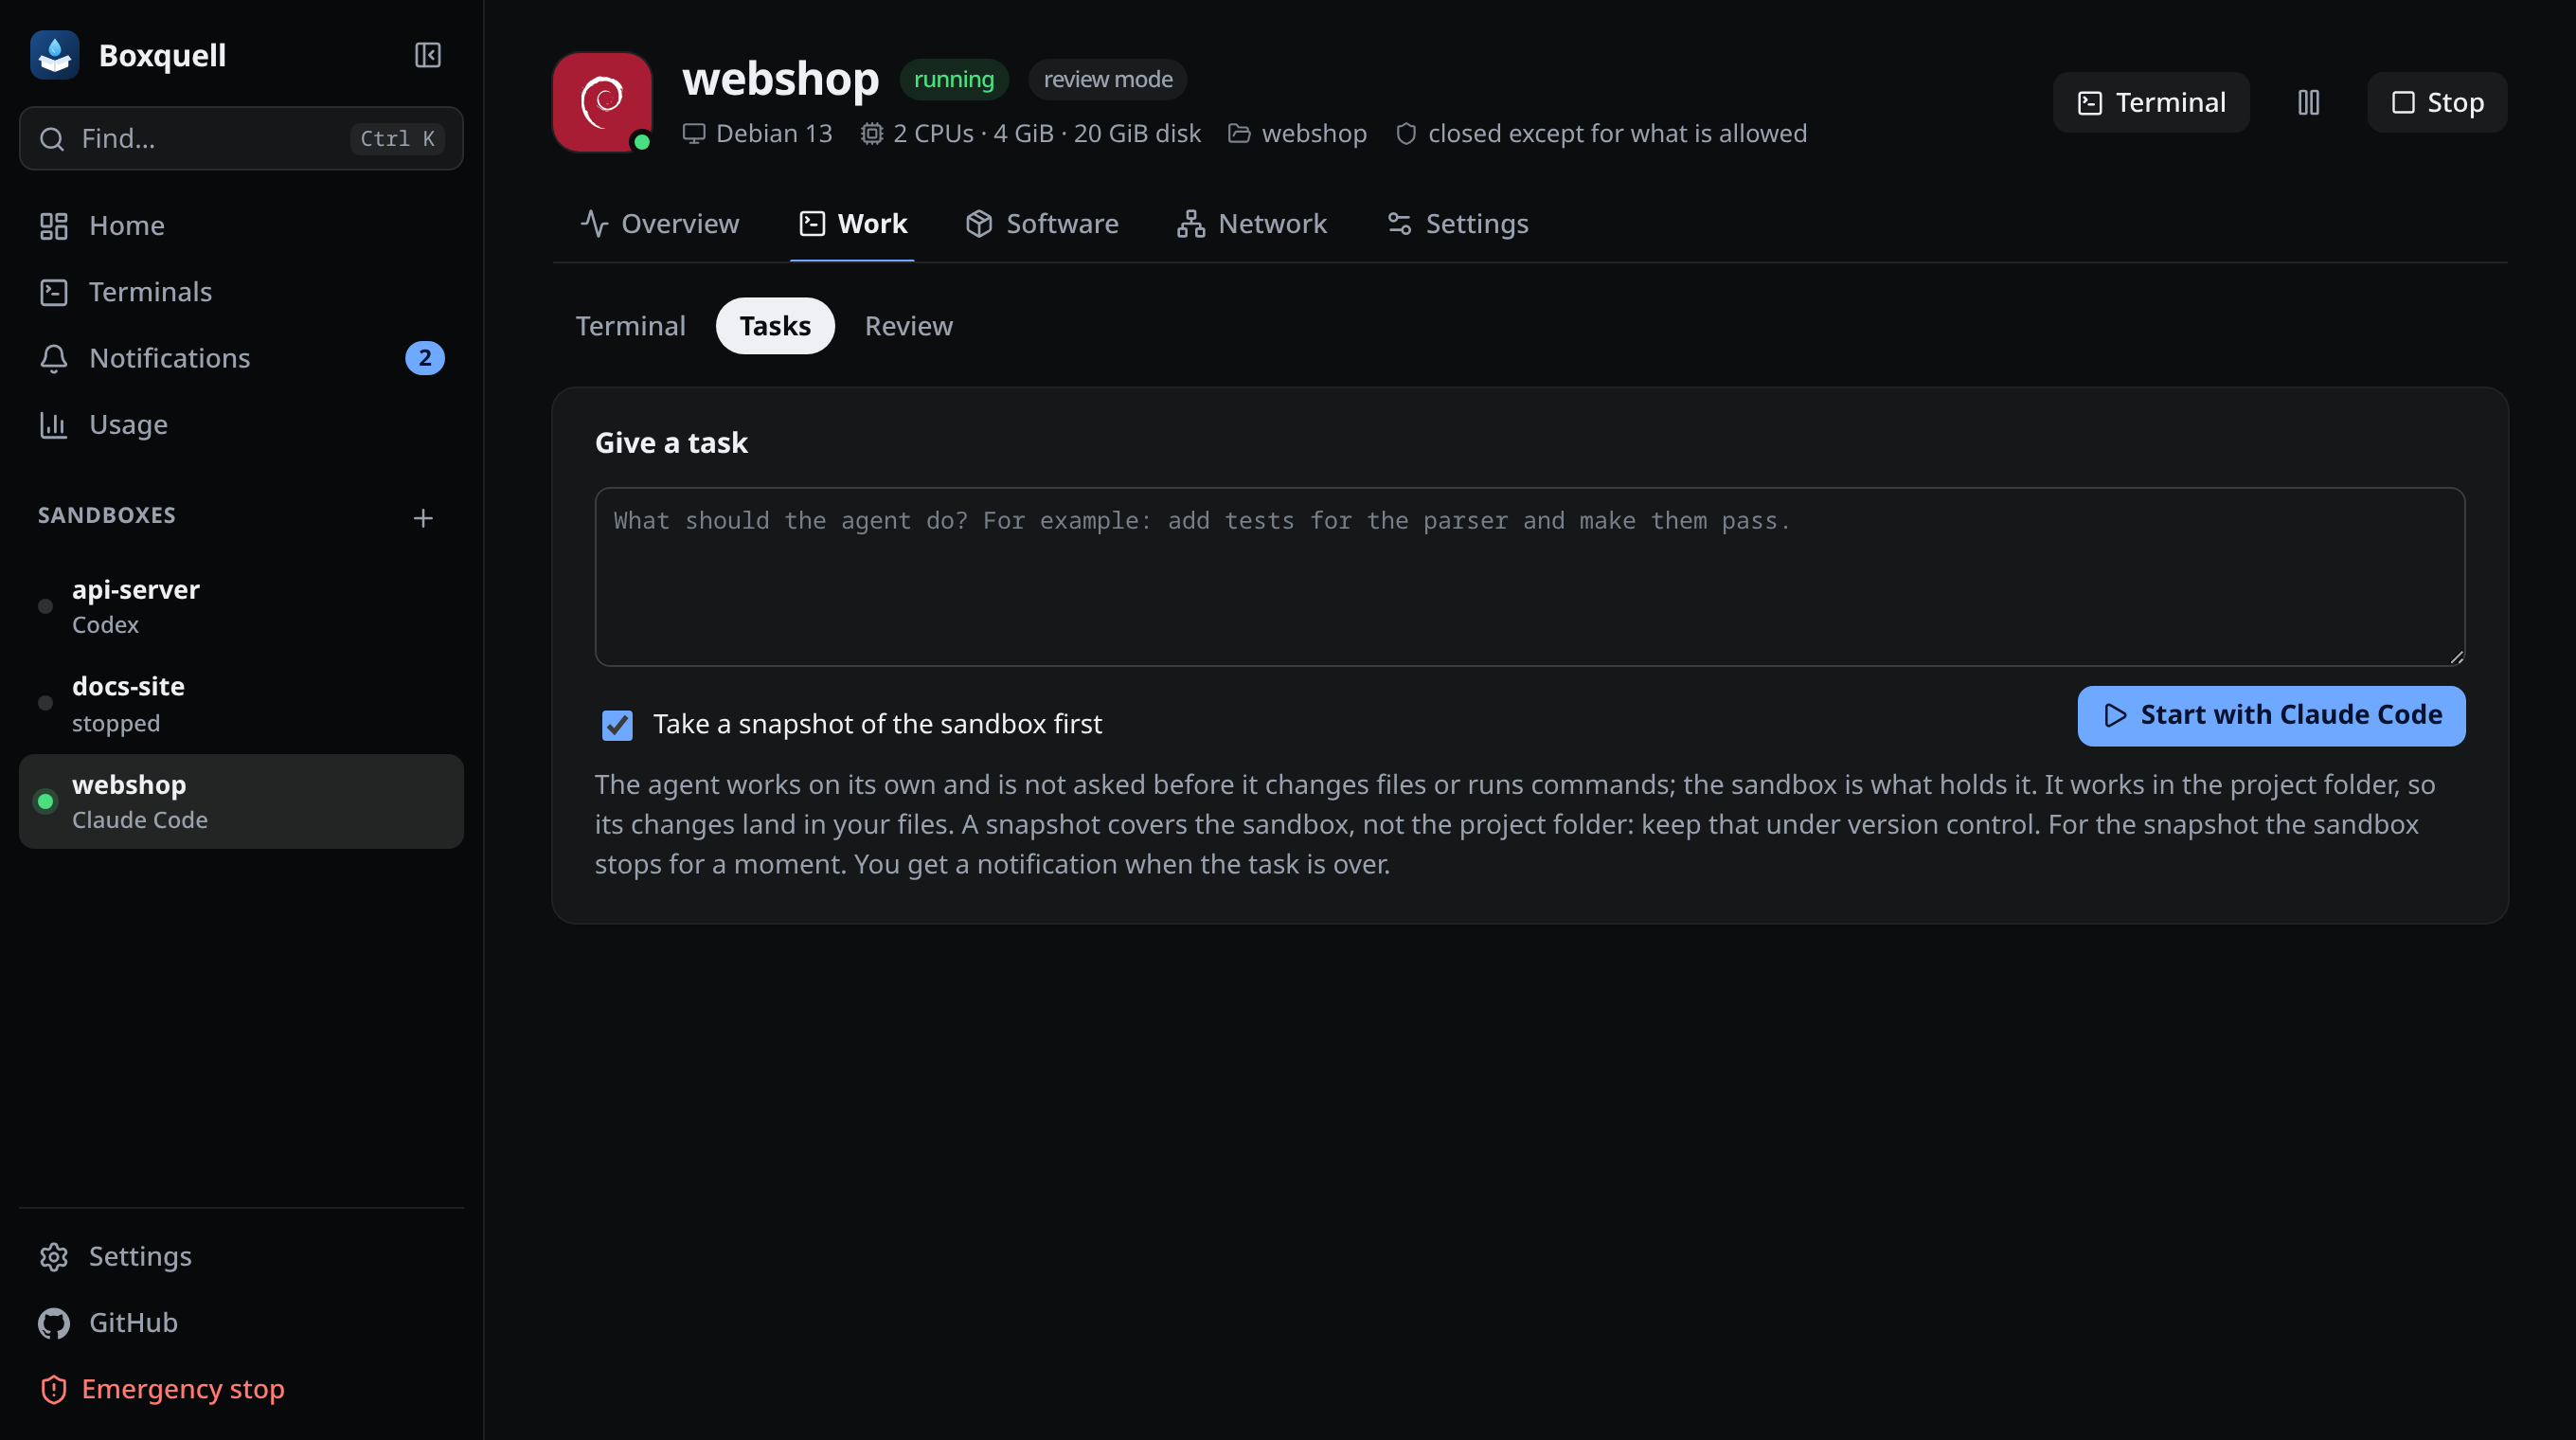 Boxquell
Find...
Ctrl K
Home
Terminals
Notifications
2
Usage
SANDBOXES
api-server
Codex
docs-site
stopped
webshop
Claude Code
Settings
GitHub
Emergency stop
webshop
running
review mode
Debian 13
2 CPUs · 4 GiB · 20 GiB disk
webshop
closed except for what is allowed
Terminal
Stop
Overview
Work
Software
Network
Settings
Terminal
Tasks
Review
Give a task
What should the agent do? For example: add tests for the parser and make them pass.
Take a snapshot of the sandbox first
Start with Claude Code
The agent works on its own and is not asked before it changes files or runs commands; the sandbox is what holds it. It works in the project folder, so
its changes land in your files. A snapshot covers the sandbox, not the project folder: keep that under version control. For the snapshot the sandbox
stops for a moment. You get a notification when the task is over.